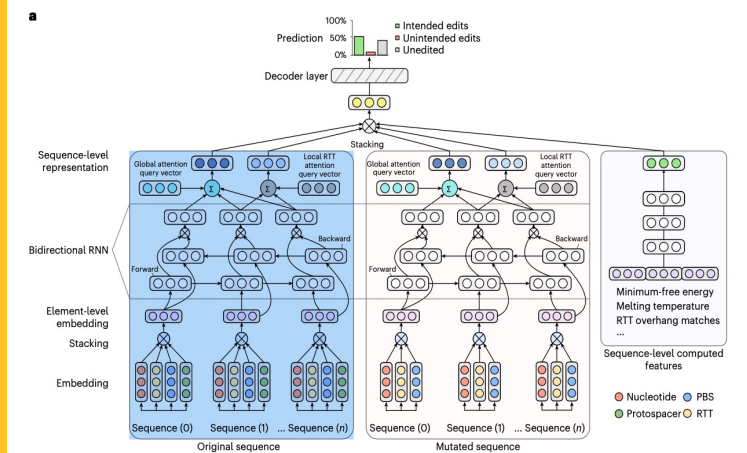 a
100%
50%
0%
Prediction
Intended edits
Unintended edits
Unedited
Decoder layer
Stacking
Sequence-level
representation
Global attention
query vector
Local RTT
attention
query vector
Σ
Σ
Global attention
query vector
Local RTT
attention
query vector
Σ
Σ
Bidirectional RNN
Backward
Forward
Backward
Forward
Element-level
embedding
Stacking
Embedding
Sequence (0) Sequence (1) ... Sequence (n)
Original sequence
Sequence (0) Sequence (1) ... Sequence (n)
Mutated sequence
Minimum-free energy
Melting temperature
RTT overhang matches
...
Sequence-level computed
features
Nucleotide PBS
Protospacer RTT